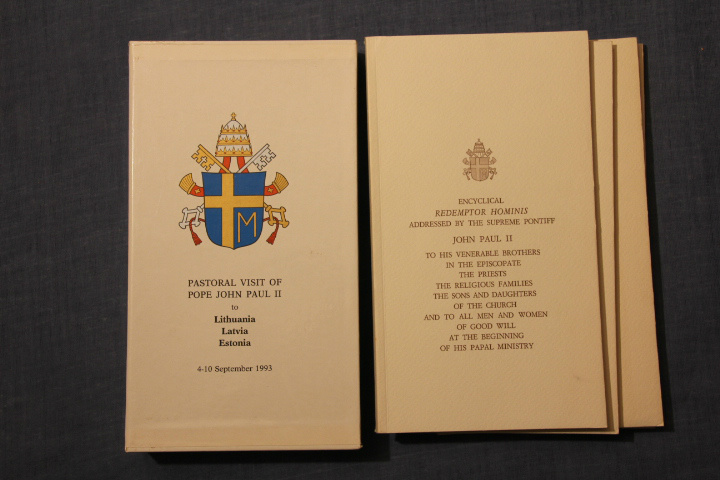 PASTORAL VISIT OF
POPE JOHN PAUL II
to
Lithuania
Latvia
Estonia
4-10 September 1993
M
ENCYCLICAL
REDEMPTOR HOMINIS
ADDRESSED BY THE SUPREME PONTIFF
JOHN PAUL II
TO HIS VENERABLE BROTHERS
IN THE EPISCOPATE
THE PRIESTS
THE RELIGIOUS FAMILIES
THE SONS AND DAUGHTERS
OF THE CHURCH
AND TO ALL MEN AND WOMEN
OF GOOD WILL
AT THE BEGINNING
OF HIS PAPAL MINISTRY